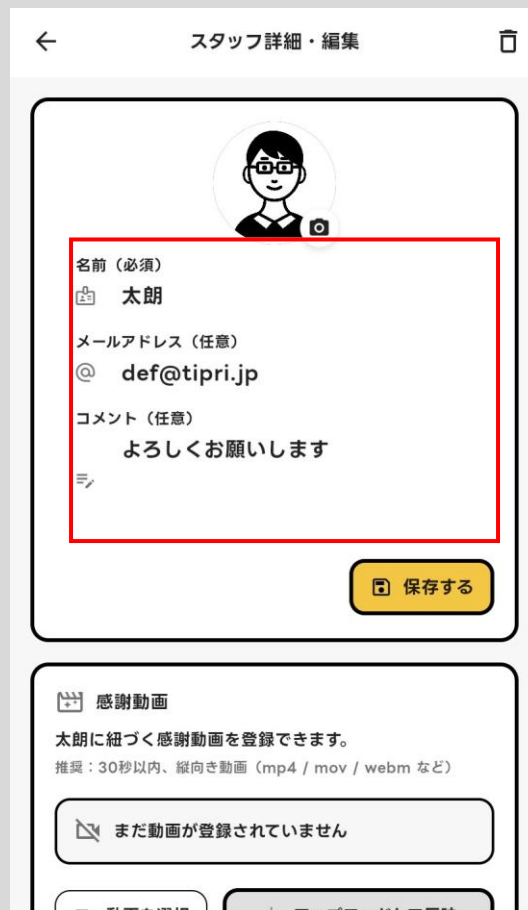 スタッフ詳細・編集
名前（必須）
太朗
メールアドレス（任意）
def@tipri.jp
コメント（任意）
よろしくお願いします
保存する
感謝動画
太朗に紐づく感謝動画を登録できます。
推奨：30秒以内、縦向き動画（mp4 / mov / webm など）
まだ動画が登録されていません